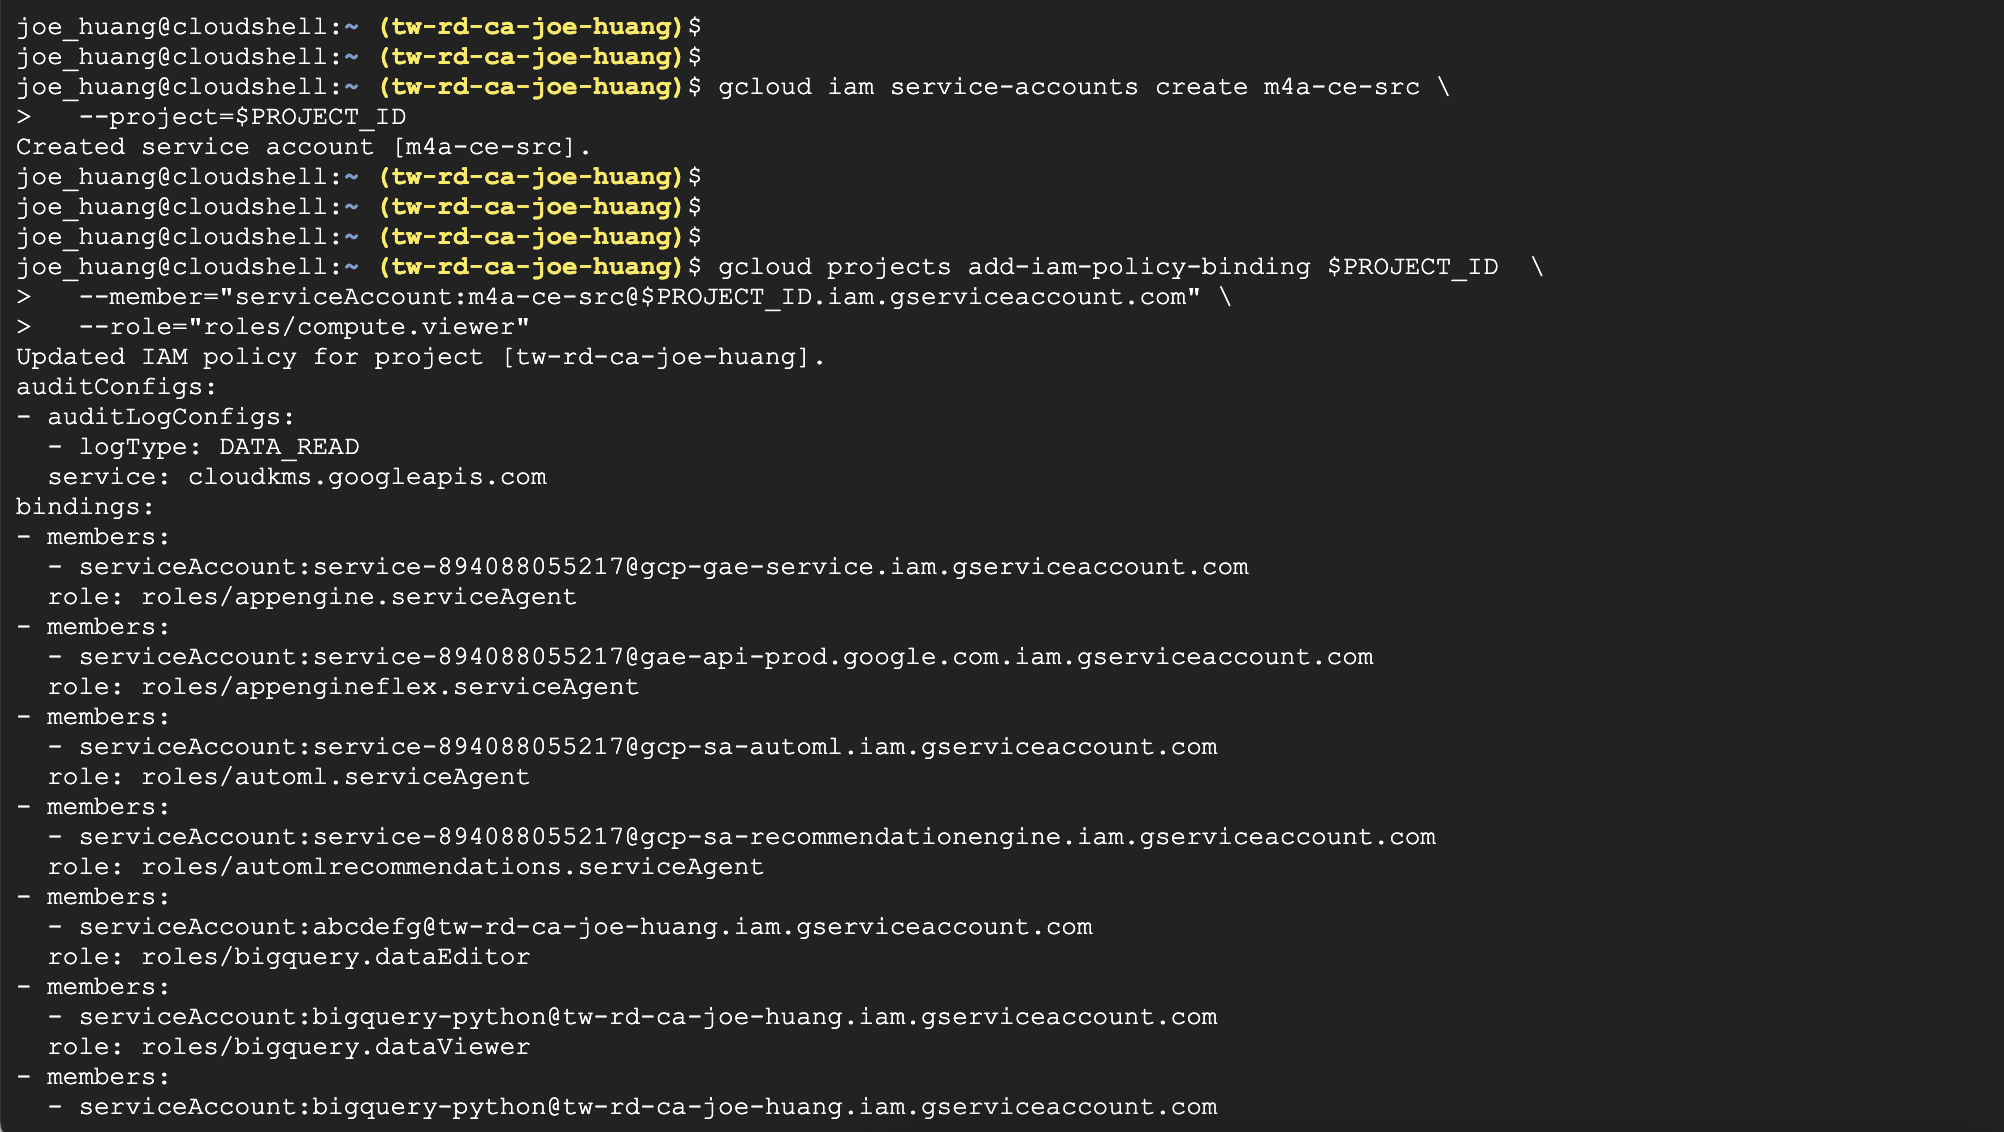 joe_huang@cloudshell:~ (tw-rd-ca-joe-huang)$
joe_huang@cloudshell:~ (tw-rd-ca-joe-huang)$
joe_huang@cloudshell:~ (tw-rd-ca-joe-huang)$ gcloud iam service-accounts create m4a-ce-src \
>   --project=$PROJECT_ID
Created service account [m4a-ce-src].
joe_huang@cloudshell:~ (tw-rd-ca-joe-huang)$
joe_huang@cloudshell:~ (tw-rd-ca-joe-huang)$
joe_huang@cloudshell:~ (tw-rd-ca-joe-huang)$
joe_huang@cloudshell:~ (tw-rd-ca-joe-huang)$ gcloud projects add-iam-policy-binding $PROJECT_ID  \
>   --member="serviceAccount:m4a-ce-src@$PROJECT_ID.iam.gserviceaccount.com" \
>   --role="roles/compute.viewer"
Updated IAM policy for project [tw-rd-ca-joe-huang].
auditConfigs:
- auditLogConfigs:
  - logType: DATA_READ
  service: cloudkms.googleapis.com
bindings:
- members:
  - serviceAccount:service-894088055217@gcp-gae-service.iam.gserviceaccount.com
  role: roles/appengine.serviceAgent
- members:
  - serviceAccount:service-894088055217@gae-api-prod.google.com.iam.gserviceaccount.com
  role: roles/appengineflex.serviceAgent
- members:
  - serviceAccount:service-894088055217@gcp-sa-automl.iam.gserviceaccount.com
  role: roles/automl.serviceAgent
- members:
  - serviceAccount:service-894088055217@gcp-sa-recommendationengine.iam.gserviceaccount.com
  role: roles/automlrecommendations.serviceAgent
- members:
  - serviceAccount:abcdefg@tw-rd-ca-joe-huang.iam.gserviceaccount.com
  role: roles/bigquery.dataEditor
- members:
  - serviceAccount:bigquery-python@tw-rd-ca-joe-huang.iam.gserviceaccount.com
  role: roles/bigquery.dataViewer
- members:
  - serviceAccount:bigquery-python@tw-rd-ca-joe-huang.iam.gserviceaccount.com